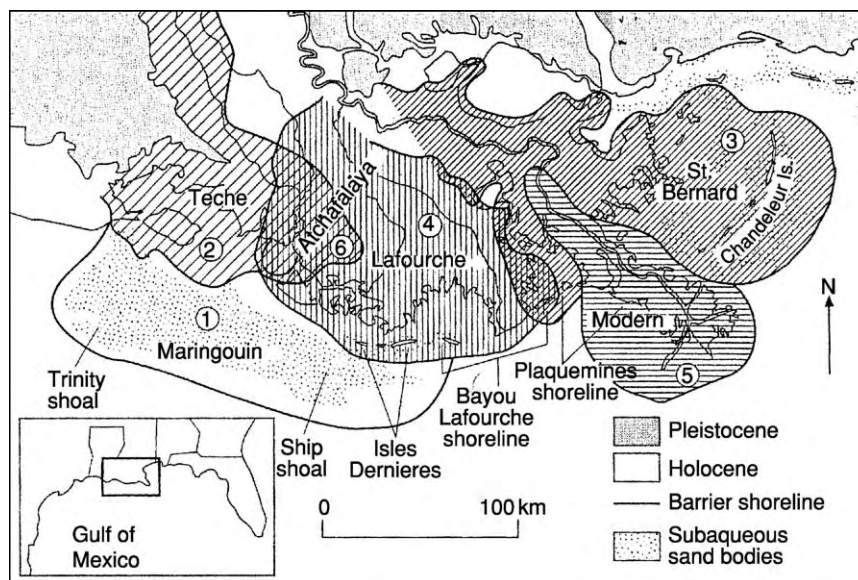 3
St.
Bernard
Chandeleur Is.
Teche
Atchafalaya
4
2
6
Lafourche
N
1
Maringouin
Modern
5
Trinity
shoal
Plaquemines
shoreline
Bayou
Lafourche
shoreline
Ship
shoal
Isles
Dernieres
Pleistocene
Holocene
Barrier shoreline
Subaqueous
sand bodies
0
100 km
Gulf of
Mexico